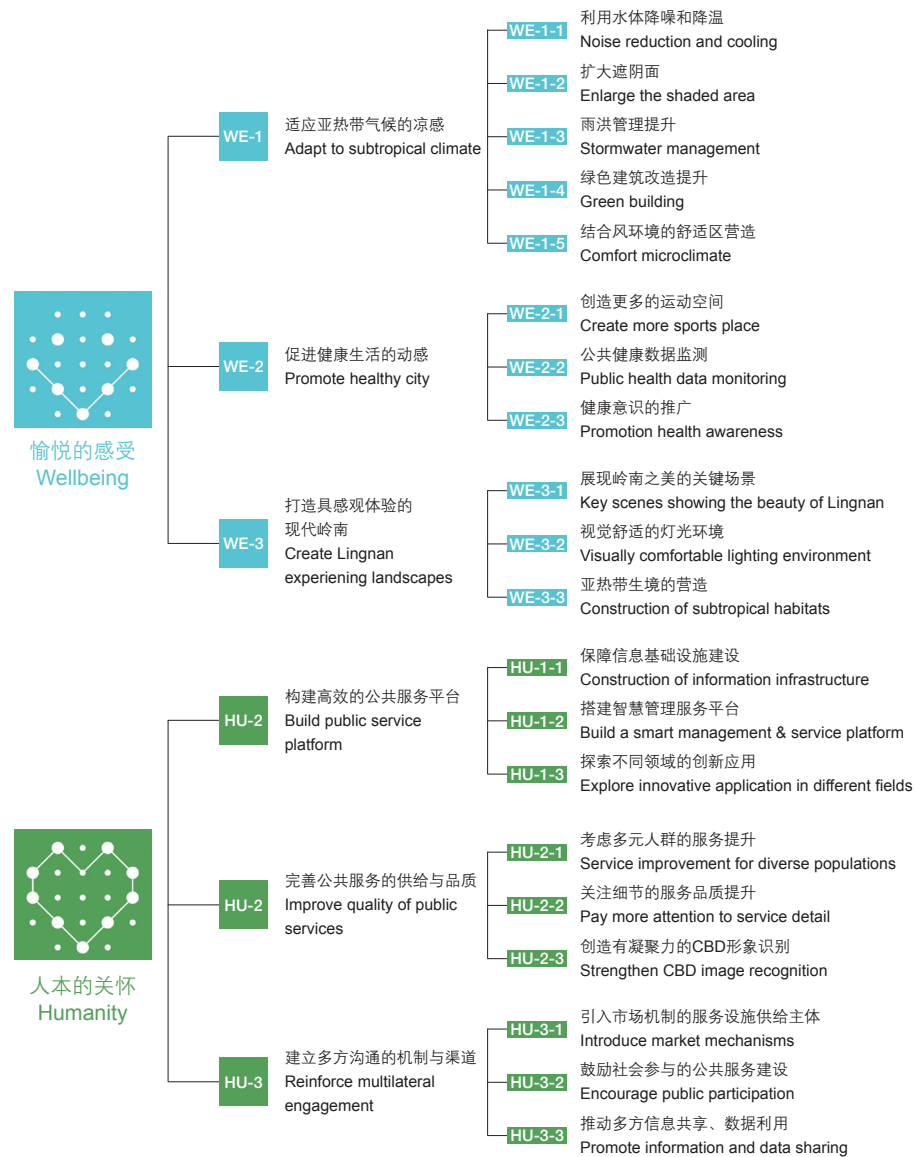 愉悦的感受
Wellbeing
WE-1
适应亚热带气候的凉感
Adapt to subtropical climate
WE-1-1
利用水体降噪和降温
Noise reduction and cooling
WE-1-2
扩大遮阴面
Enlarge the shaded area
WE-1-3
雨洪管理提升
Stormwater management
WE-1-4
绿色建筑改造提升
Green building
WE-1-5
结合风环境的舒适区营造
Comfort microclimate
WE-2
促进健康生活的动感
Promote healthy city
WE-2-1
创造更多的运动空间
Create more sports place
WE-2-2
公共健康数据监测
Public health data monitoring
WE-2-3
健康意识的推广
Promotion health awareness
WE-3
打造具感观体验的
现代岭南
Create Lingnan
experiening landscapes
WE-3-1
展现岭南之美的关键场景
Key scenes showing the beauty of Lingnan
WE-3-2
视觉舒适的灯光环境
Visually comfortable lighting environment
WE-3-3
亚热带生境的营造
Construction of subtropical habitats
人本的关怀
Humanity
HU-2
构建高效的公共服务平台
Build public service
platform
HU-1-1
保障信息基础设施建设
Construction of information infrastructure
HU-1-2
搭建智慧管理服务平台
Build a smart management & service platform
HU-1-3
探索不同领域的创新应用
Explore innovative application in different fields
HU-2
完善公共服务的供给与品质
Improve quality of public
services
HU-2-1
考虑多元人群的服务提升
Service improvement for diverse populations
HU-2-2
关注细节的服务品质提升
Pay more attention to service detail
HU-2-3
创造有凝聚力的CBD形象识别
Strengthen CBD image recognition
HU-3
建立多方沟通的机制与渠道
Reinforce multilateral
engagement
HU-3-1
引入市场机制的服务设施供给主体
Introduce market mechanisms
HU-3-2
鼓励社会参与的公共服务建设
Encourage public participation
HU-3-3
推动多方信息共享、数据利用
Promote information and data sharing